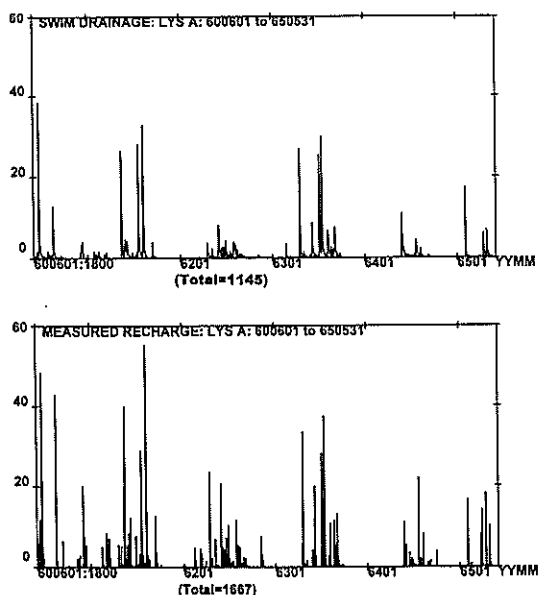 60
SWIM DRAINAGE: LYS A: 600601 to 650531
40
20
0
600601:1800 6201 6301 6401 6501 YYMM
(Total=1145)
60
MEASURED RECHARGE: LYS A: 600601 to 650531
40
20
0
600601:1800 6201 6301 6401 6501 YYMM
(Total=1667)